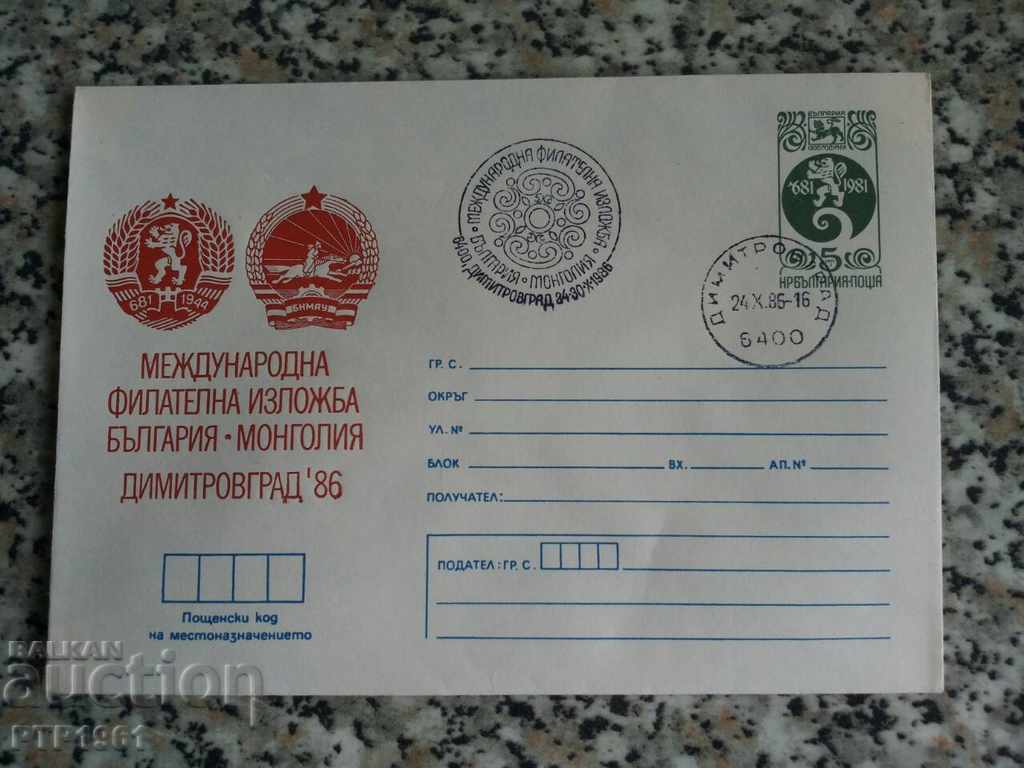 681 1944
БНМАУ
МЕЖДУНАРОДНА
ФИЛАТЕЛНА ИЗЛОЖБА
БЪЛГАРИЯ • МОНГОЛИЯ
ДИМИТРОВГРАД '86
МЕЖДУНАРОДНА ФИЛАТЕЛНА ИЗЛОЖБА
• БЪЛГАРИЯ • МОНГОЛИЯ •
6400, ДИМИТРОВГРАД 24-30 X 1986
БЪЛГАРИЯ
681 1981
5
НР БЪЛГАРИЯ·ПОЩА
ДИМИТРОВГРАД
24.X.86-16
6400
ГР. С.
ОКРЪГ
УЛ. №
БЛОК ВХ. АП. №
ПОЛУЧАТЕЛ:
ПОДАТЕЛ: ГР. С.
Пощенски код
на местоназначението
BALKAN
auction
PTP1961